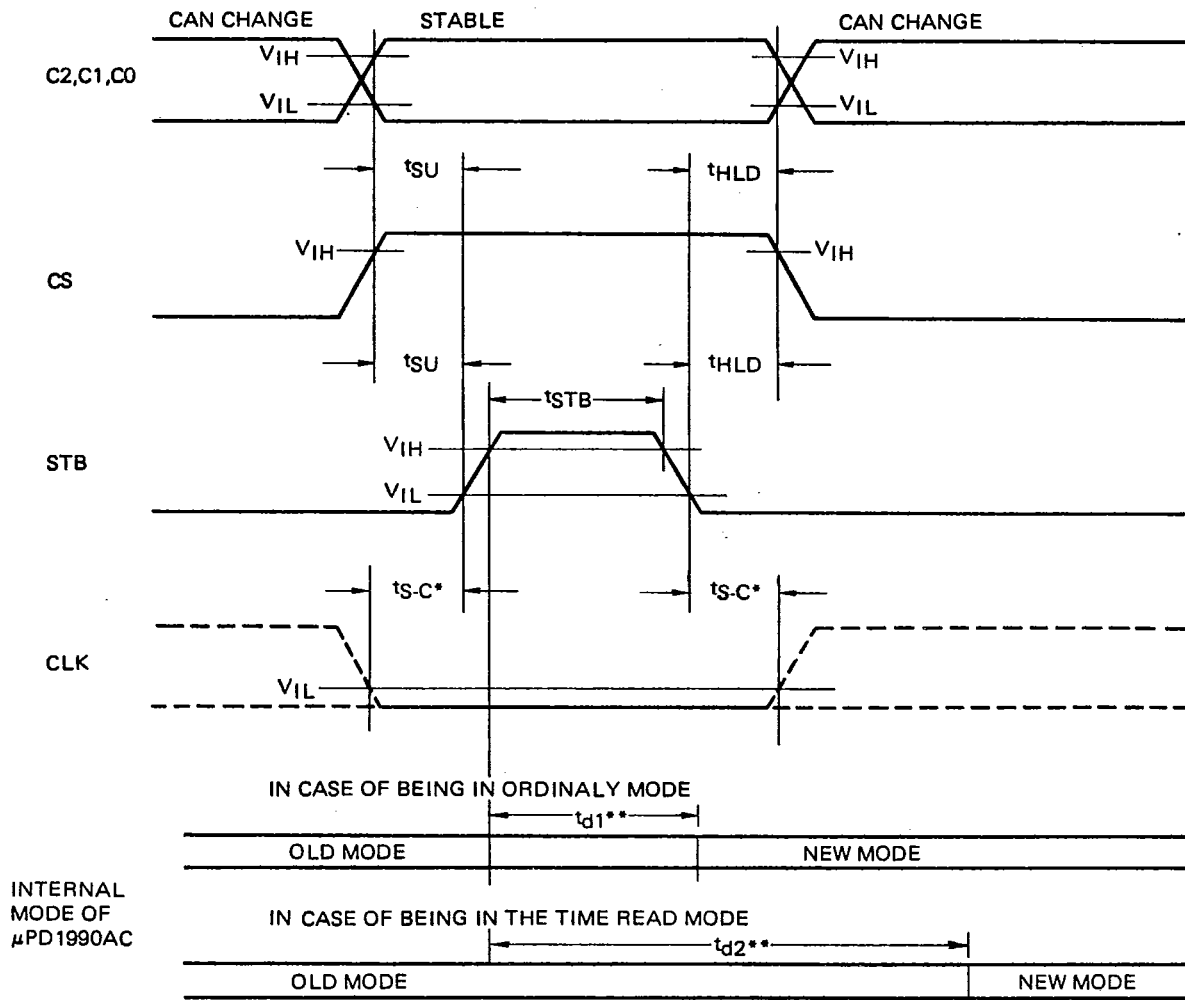 CAN CHANGE STABLE CAN CHANGE
C2,C1,C0
VIH VIH
VIL VIL
tSU tHLD
VIH VIH
CS
tSU tHLD
tSTB
VIH
STB
VIL
tS-C* tS-C*
CLK
VIL
IN CASE OF BEING IN ORDINALY MODE
td1**
OLD MODE NEW MODE
INTERNAL
MODE OF
μPD1990AC
IN CASE OF BEING IN THE TIME READ MODE
td2**
OLD MODE NEW MODE